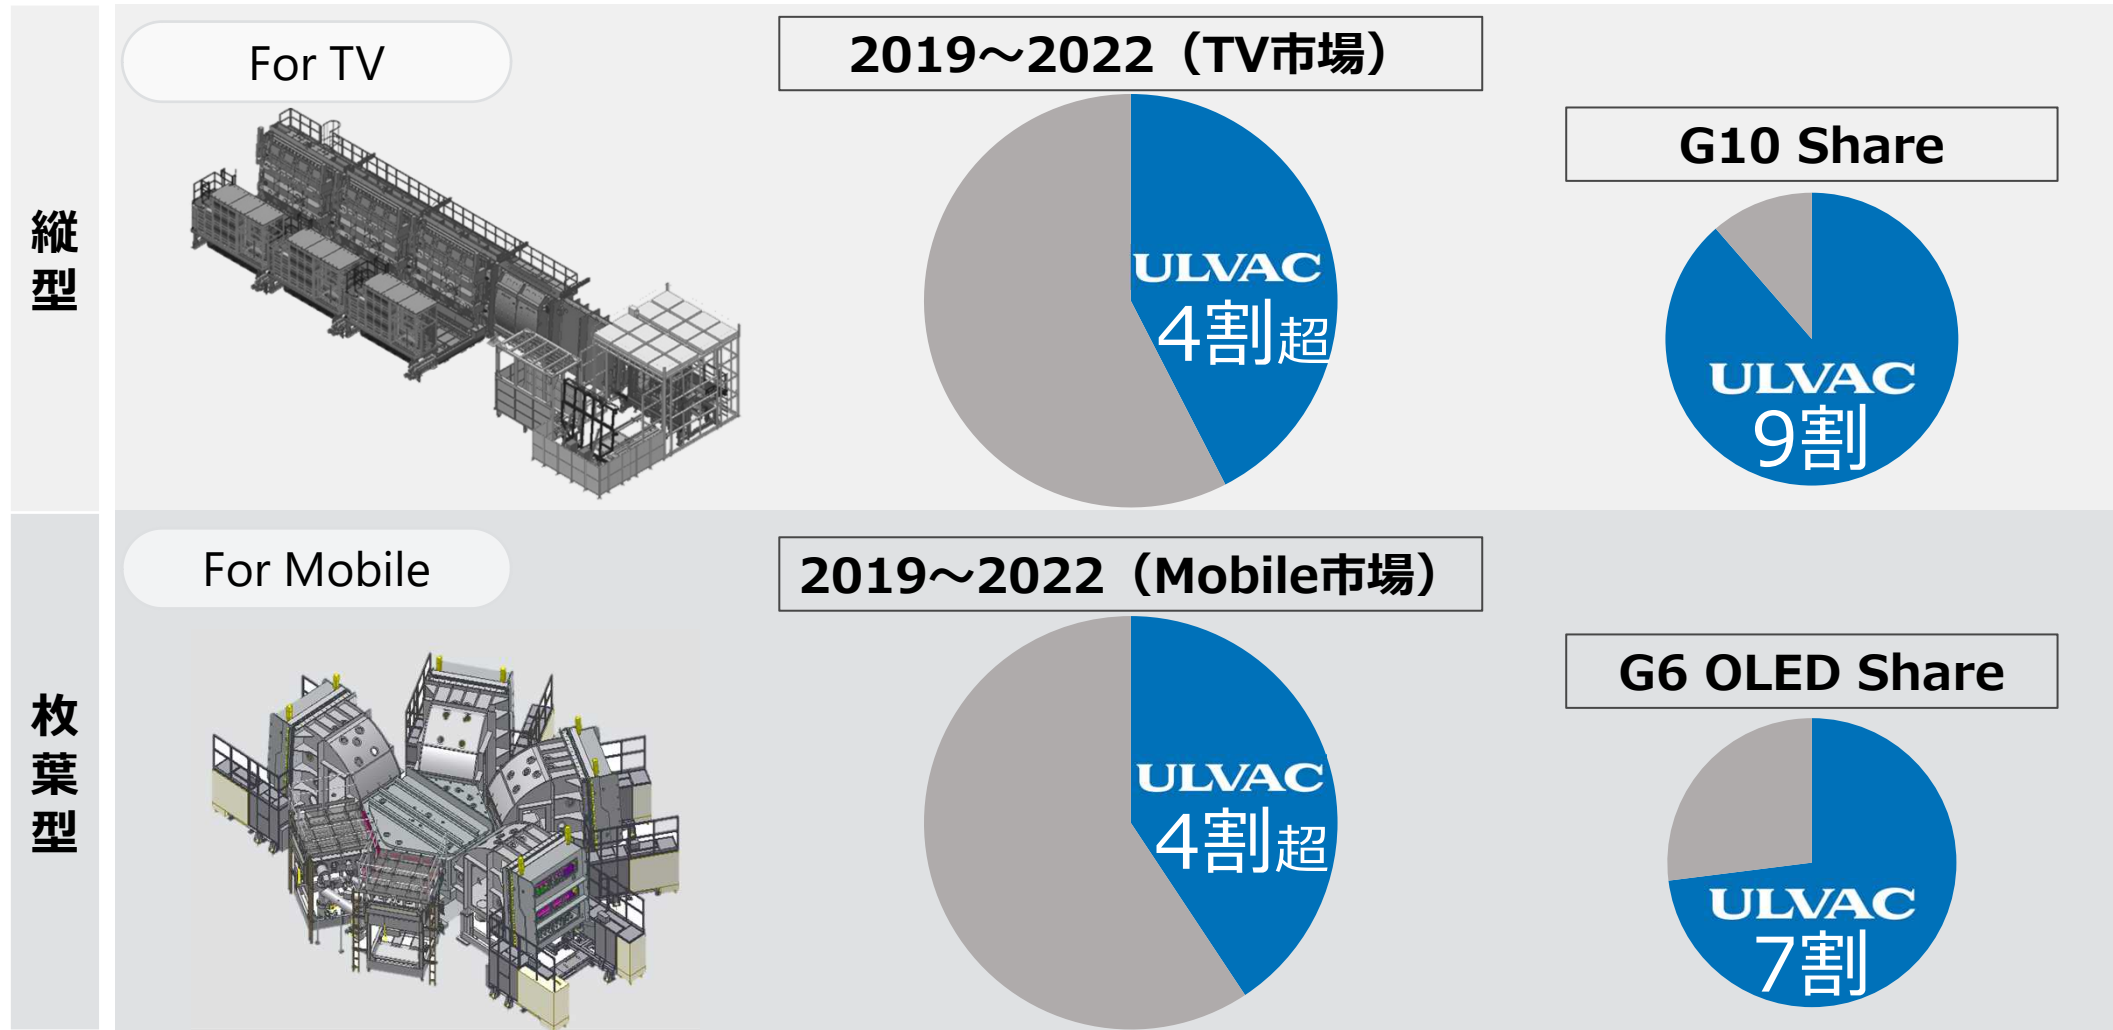 縦型
For TV
2019～2022（TV市場）
ULVAC
4割超
G10 Share
ULVAC
9割
枚葉型
For Mobile
2019～2022（Mobile市場）
ULVAC
4割超
G6 OLED Share
ULVAC
7割